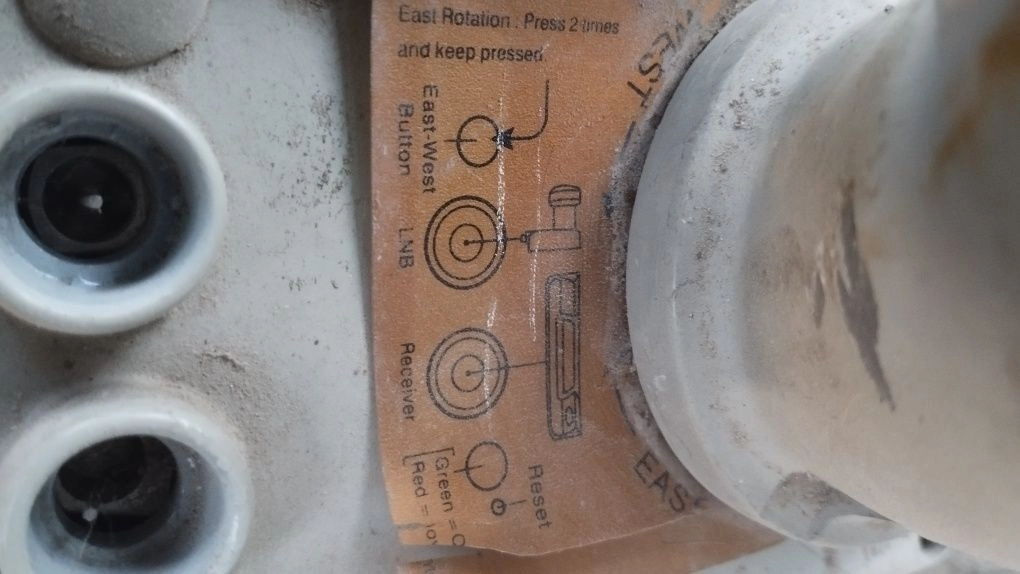 East Rotation : Press 2 times
and keep pressed.
East-West
Button
LNB
Receiver
Green =
Red =
Reset
WEST
EAS